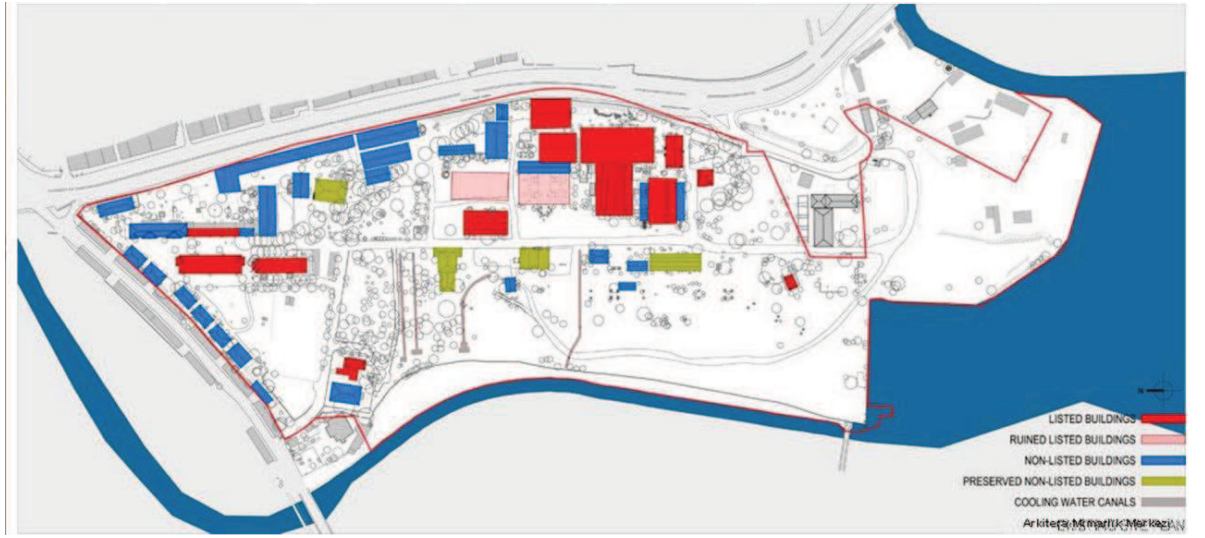 N
LISTED BUILDINGS
RUINED LISTED BUILDINGS
NON-LISTED BUILDINGS
PRESERVED NON-LISTED BUILDINGS
COOLING WATER CANALS
Arkitera Mimarlık Merkezi